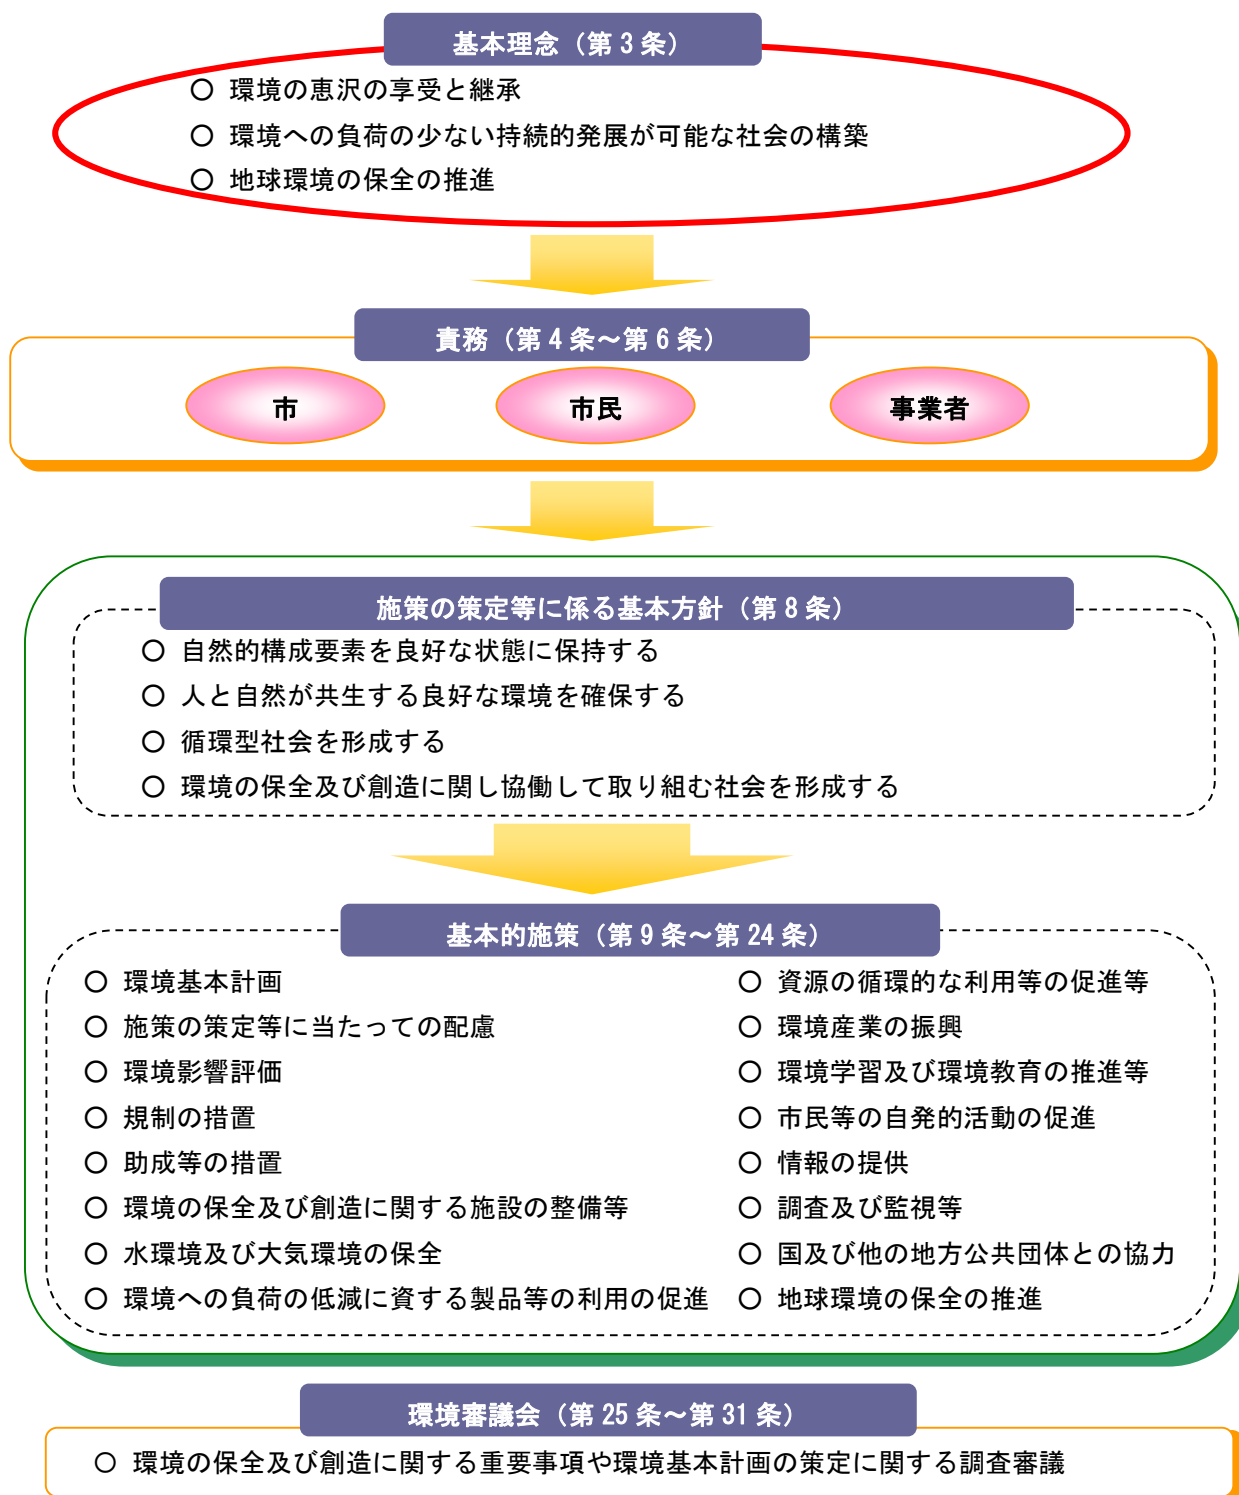 基本理念（第３条）
○ 環境の恵沢の享受と継承
○ 環境への負荷の少ない持続的発展が可能な社会の構築
○ 地球環境の保全の推進
責務（第４条～第６条）
市 市民 事業者
施策の策定等に係る基本方針（第８条）
○ 自然的構成要素を良好な状態に保持する
○ 人と自然が共生する良好な環境を確保する
○ 循環型社会を形成する
○ 環境の保全及び創造に関し協働して取り組む社会を形成する
基本的施策（第９条～第24条）
○ 環境基本計画
○ 施策の策定等に当たっての配慮
○ 環境影響評価
○ 規制の措置
○ 助成等の措置
○ 環境の保全及び創造に関する施設の整備等
○ 水環境及び大気環境の保全
○ 環境への負荷の低減に資する製品等の利用の促進
○ 資源の循環的な利用等の促進等
○ 環境産業の振興
○ 環境学習及び環境教育の推進等
○ 市民等の自発的活動の促進
○ 情報の提供
○ 調査及び監視等
○ 国及び他の地方公共団体との協力
○ 地球環境の保全の推進
環境審議会（第25条～第31条）
○ 環境の保全及び創造に関する重要事項や環境基本計画の策定に関する調査審議